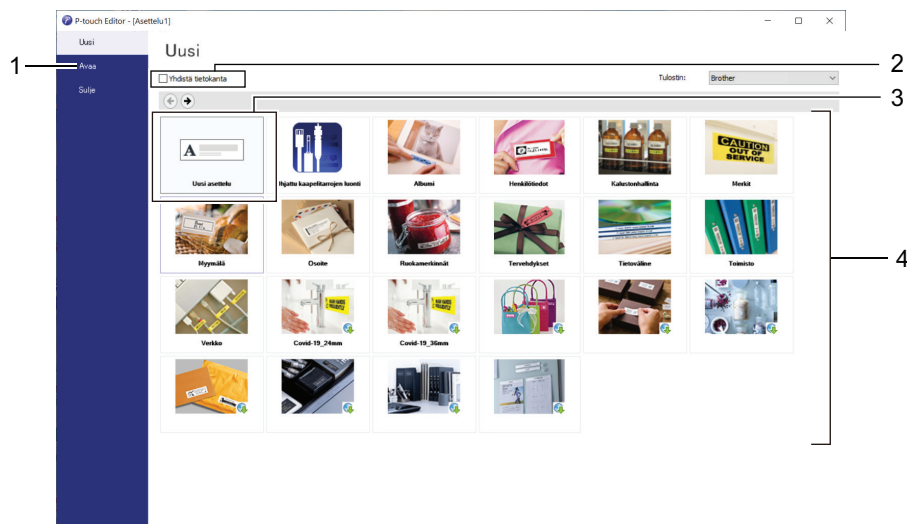 P-touch Editor - [Asettelu1]
Uusi
Avaa
Sulje
Uusi
Yhdistä tietokanta
Tulostin:
Brother
1
2
3
4
A
Uusi asettelu
Ihjattu kaapelitarrojen luonti
Albumi
Henkilötiedot
Kalustonhallinta
CAUTION
OUT OF
SERVICE
Merkit
Myymälä
Osoite
Ruokamerkinnät
Tervehdykset
Tietoväline
Toimisto
Verkko
Covid-19_24mm
Covid-19_36mm